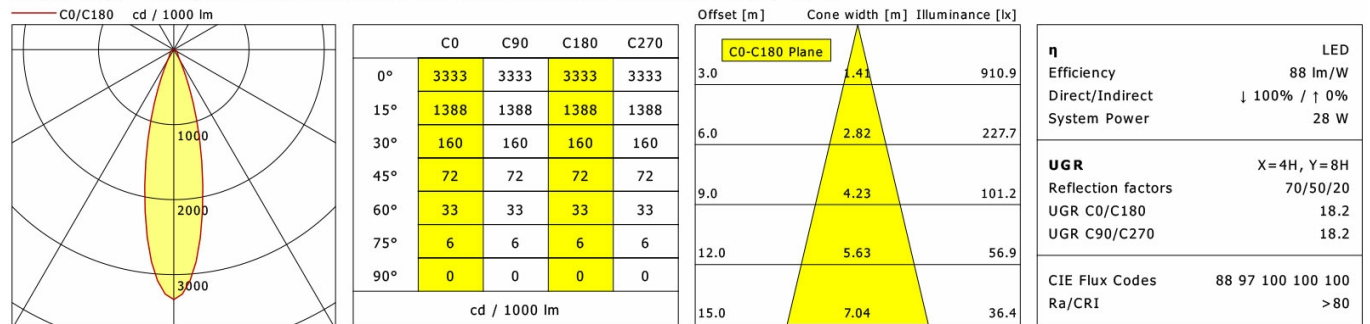 C0/C180 cd / 1000 lm
1000
2000
3000
C0 C90 C180 C270
0° 3333 3333 3333 3333
15° 1388 1388 1388 1388
30° 160 160 160 160
45° 72 72 72 72
60° 33 33 33 33
75° 6 6 6 6
90° 0 0 0 0
cd / 1000 lm
Offset [m] Cone width [m] Illuminance [lx]
C0-C180 Plane
3.0 1.41 910.9
6.0 2.82 227.7
9.0 4.23 101.2
12.0 5.63 56.9
15.0 7.04 36.4
η LED
Efficiency 88 lm/W
Direct/Indirect ↓ 100% / ↑ 0%
System Power 28 W
UGR X=4H, Y=8H
Reflection factors 70/50/20
UGR C0/C180 18.2
UGR C90/C270 18.2
CIE Flux Codes 88 97 100 100 100
Ra/CRI >80